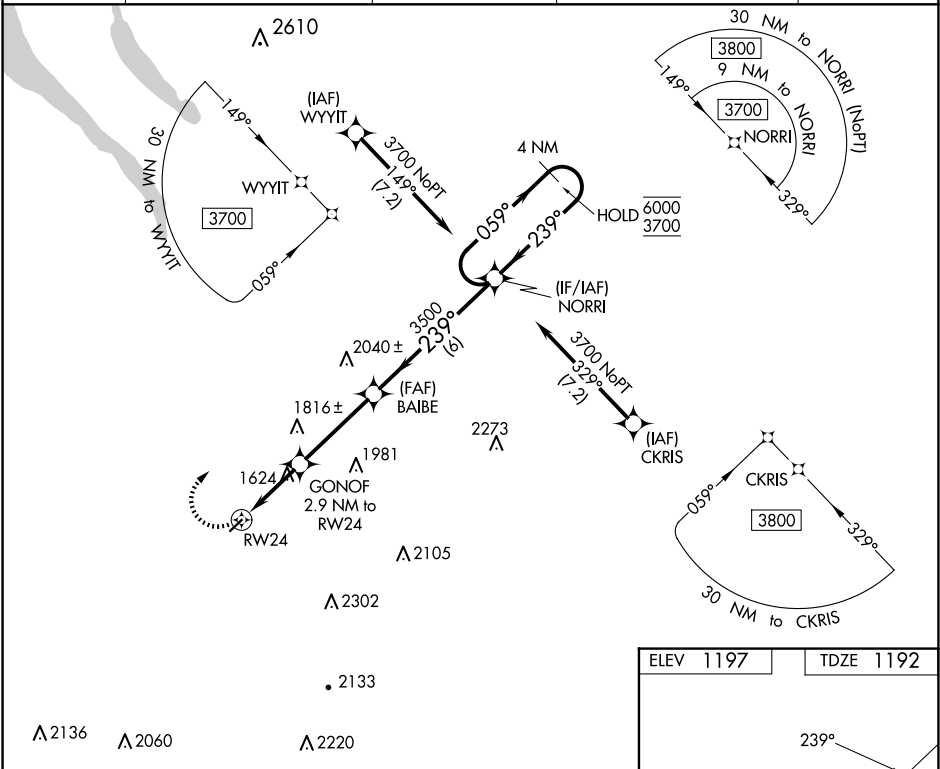 2610
(IAF)
WYYIT
3700 NoPT
149°
(7.2)
149°
WYYIT
3700
30 NM to WYYIT
059°
30 NM to NORRI (NoPT)
3800
9 NM to NORRI
3700
149°
NORRI
329°
4 NM
059°
239°
HOLD 6000
3700
(IF/IAF)
NORRI
3500
239°
(6)
2040 ±
(FAF)
BAIBE
3700 NoPT
329°
(7.2)
(IAF)
CKRIS
1816 ±
2273
1981
1624
GONOF
2.9 NM to
RW24
RW24
059°
CKRIS
3800
329°
30 NM to CKRIS
2105
2302
2133
2136
2060
2220
ELEV 1197
TDZE 1192
239°